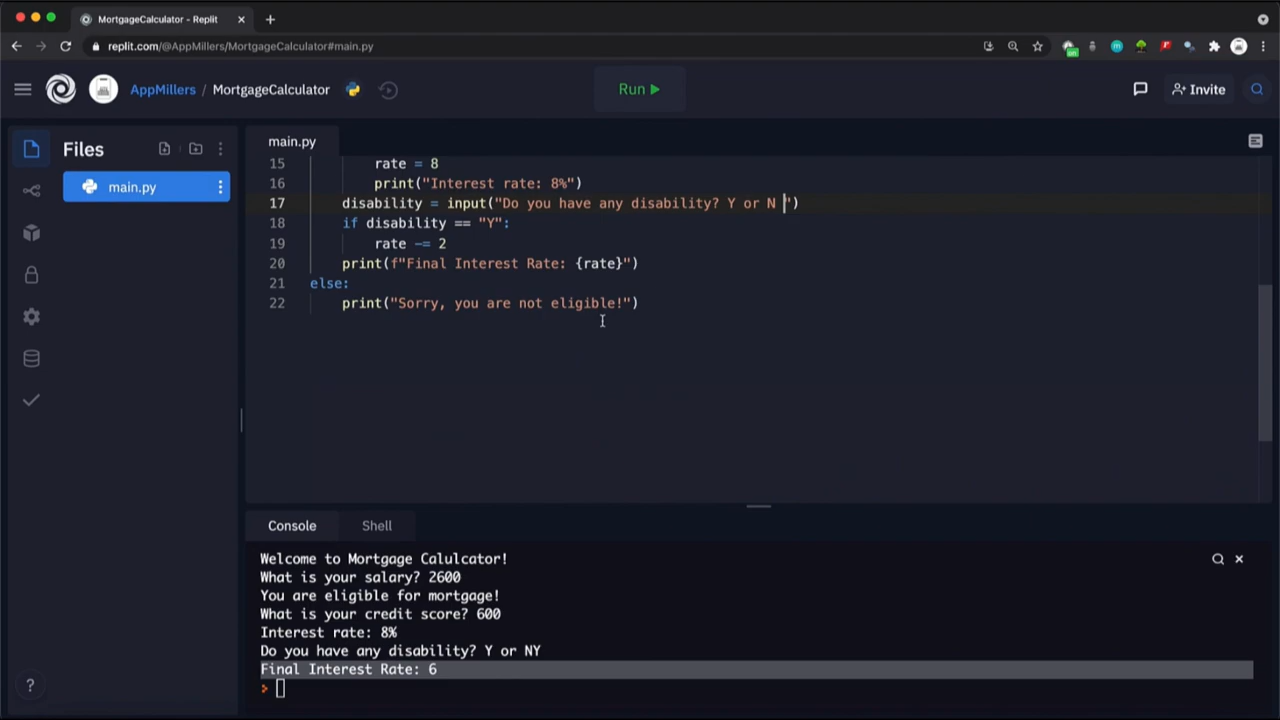 MortgageCalculator - Replit
replit.com/@AppMillers/MortgageCalculator#main.py
AppMillers / MortgageCalculator
Run
Invite
Files
main.py
main.py
15 rate = 8
16 print("Interest rate: 8%")
17 disability = input("Do you have any disability? Y or N ")
18 if disability == "Y":
19 rate -= 2
20 print(f"Final Interest Rate: {rate}")
21 else:
22 print("Sorry, you are not eligible!")
Console Shell
Welcome to Mortgage Calulcator!
What is your salary? 2600
You are eligible for mortgage!
What is your credit score? 600
Interest rate: 8%
Do you have any disability? Y or NY
Final Interest Rate: 6